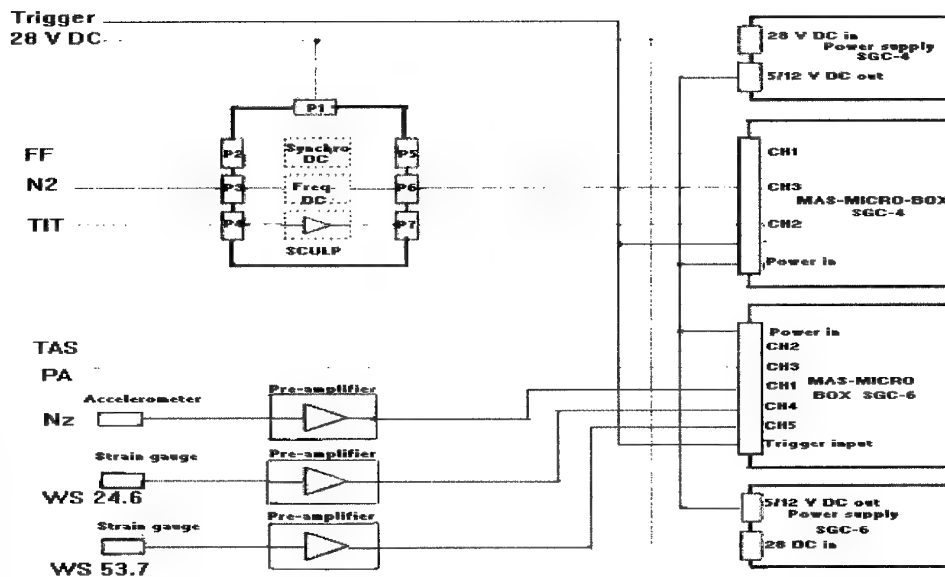 Trigger
28 V DC
28 V DC in
Power supply
SGC-4
5/12 V DC out
P1
FF
P2
Synchro
DC
P5
CH1
N2
P3
Freq-
DC
P6
CH3
MAS-MICRO-BOX
SGC-4
TIT
P4
P7
CH2
SCULP
Power in
Power in
TAS
CH2
PA
CH3
Accelerometer
Pre-amplifier
CH1
MAS-MICRO
BOX SGC-6
Nz
CH4
CH5
Strain gauge
Pre-amplifier
Trigger input
WS 24.6
5/12 V DC out
Power supply
SGC-6
Strain gauge
Pre-amplifier
28 DC in
WS 53.7